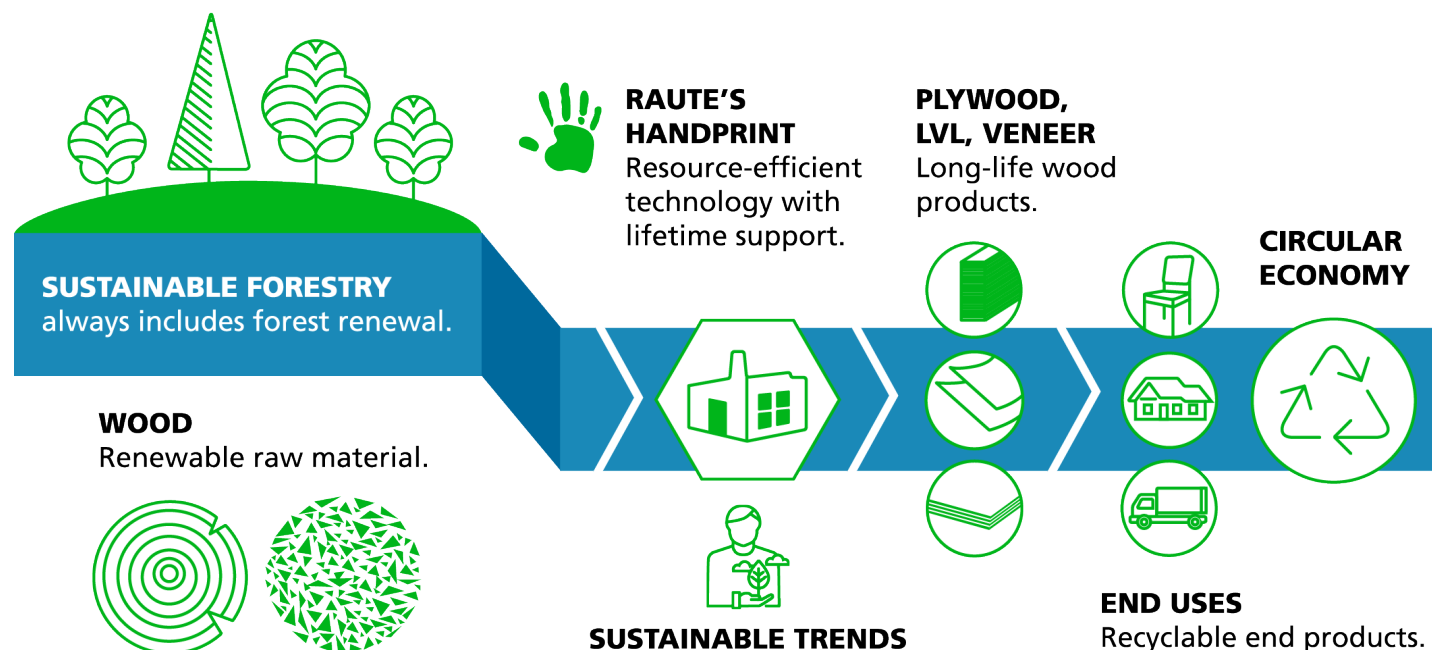 RAUTE’S
HANDPRINT
Resource-efficient
technology with
lifetime support.
PLYWOOD,
LVL, VENEER
Long-life wood
products.
CIRCULAR
ECONOMY
SUSTAINABLE FORESTRY
always includes forest renewal.
WOOD
Renewable raw material.
SUSTAINABLE TRENDS
END USES
Recyclable end products.